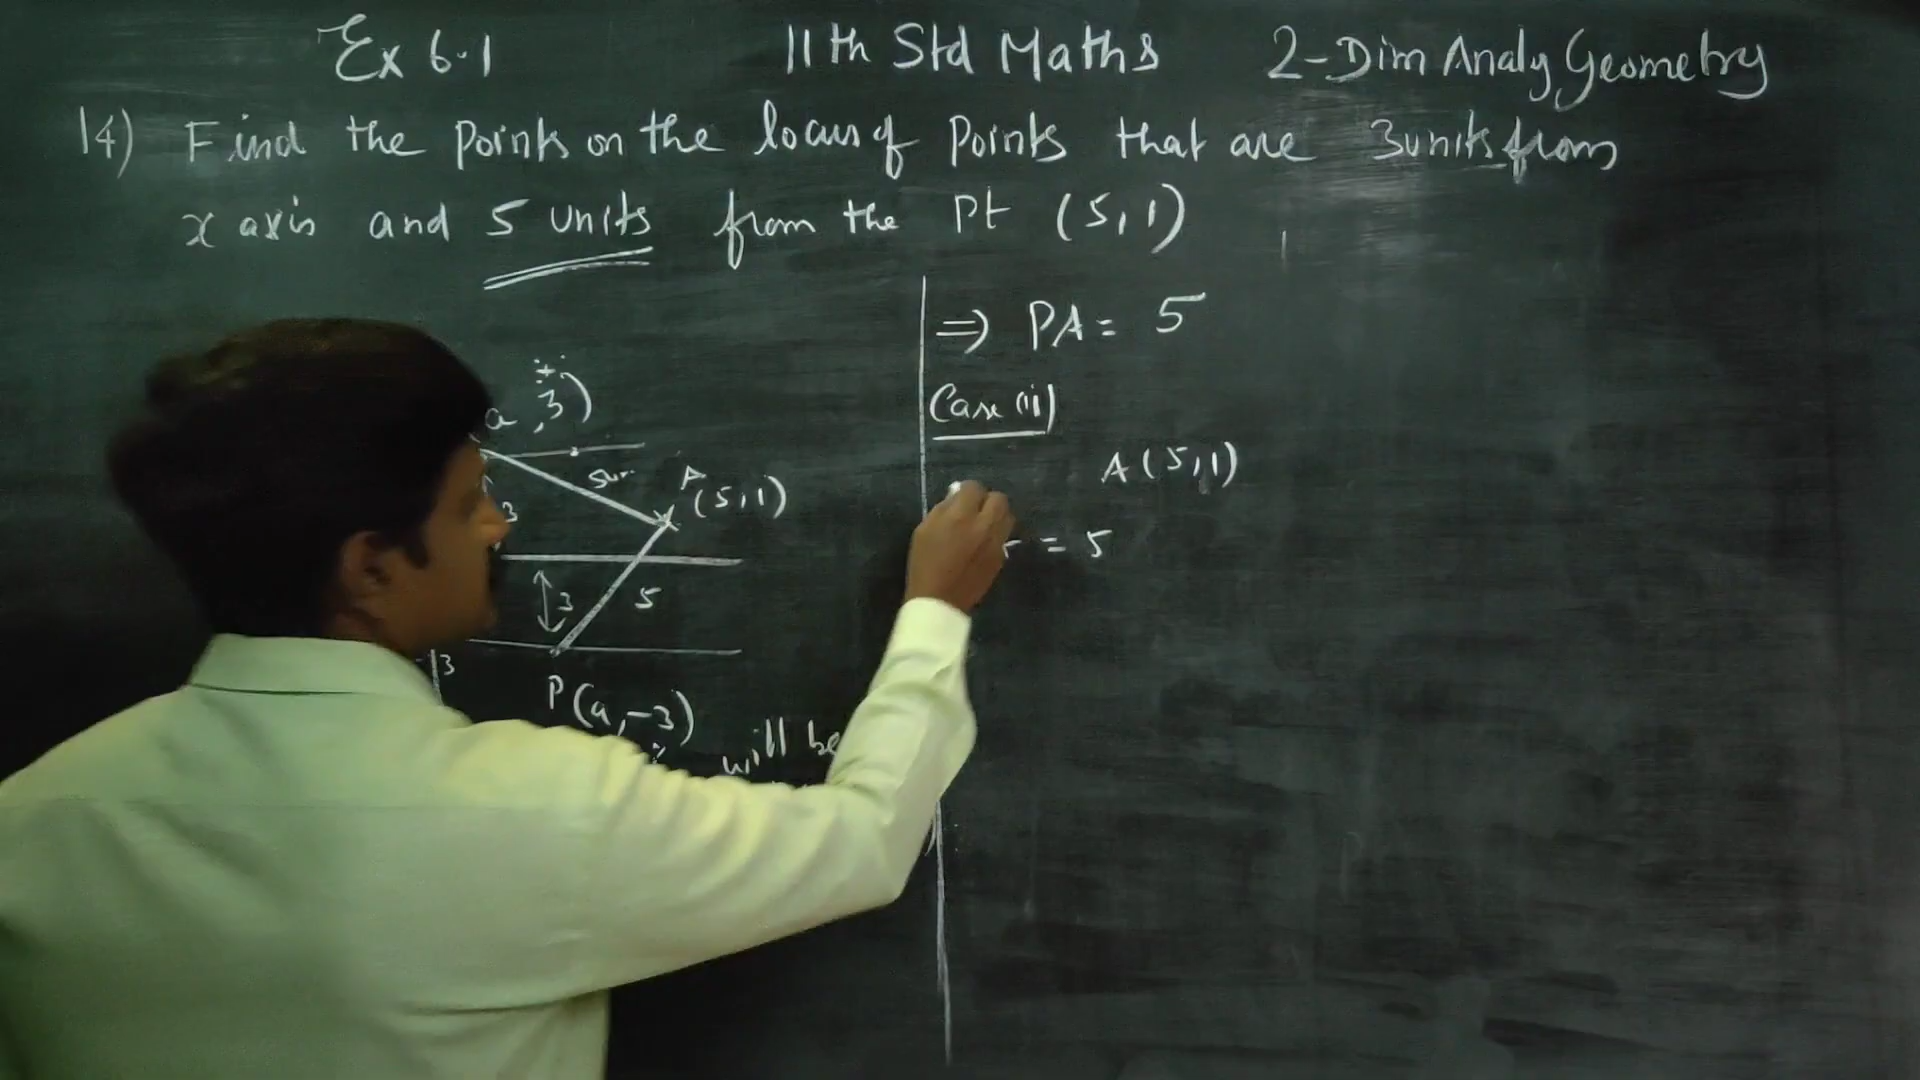 Ex 6.1 11th Std Maths 2-Dim Analy Geometry
14) Find the points on the locus of points that are 3units from
x axis and 5 units from the Pt (5,1)
(a, 3)
5un
A
(5,1)
3
3
5
3
P(a,-3)
will be
⇒ PA = 5
Case (ii)
A(5,1)
= 5